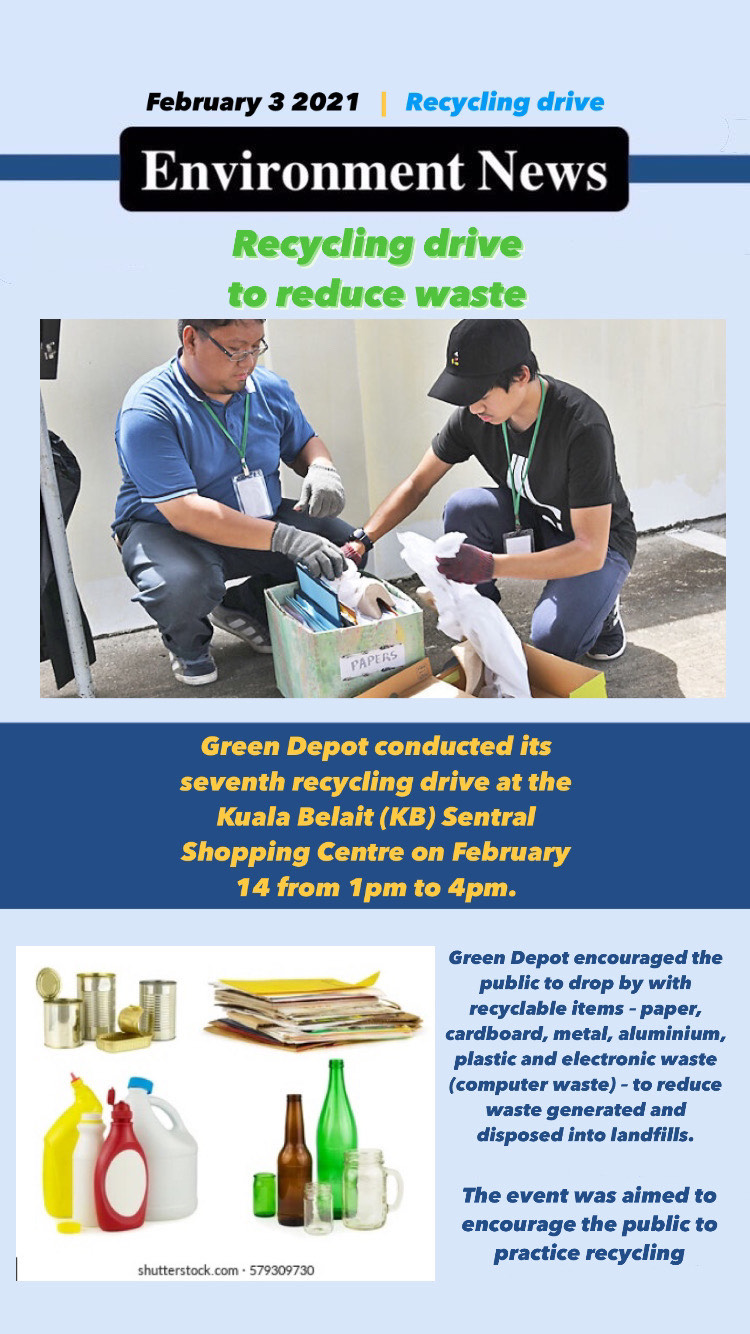 February 3 2021 | Recycling drive
Environment News
Recycling drive
to reduce waste
PAPERS
Green Depot conducted its
seventh recycling drive at the
Kuala Belait (KB) Sentral
Shopping Centre on February
14 from 1pm to 4pm.
Green Depot encouraged the
public to drop by with
recyclable items – paper,
cardboard, metal, aluminium,
plastic and electronic waste
(computer waste) – to reduce
waste generated and
disposed into landfills.
The event was aimed to
encourage the public to
practice recycling
shutterstock.com · 579309730